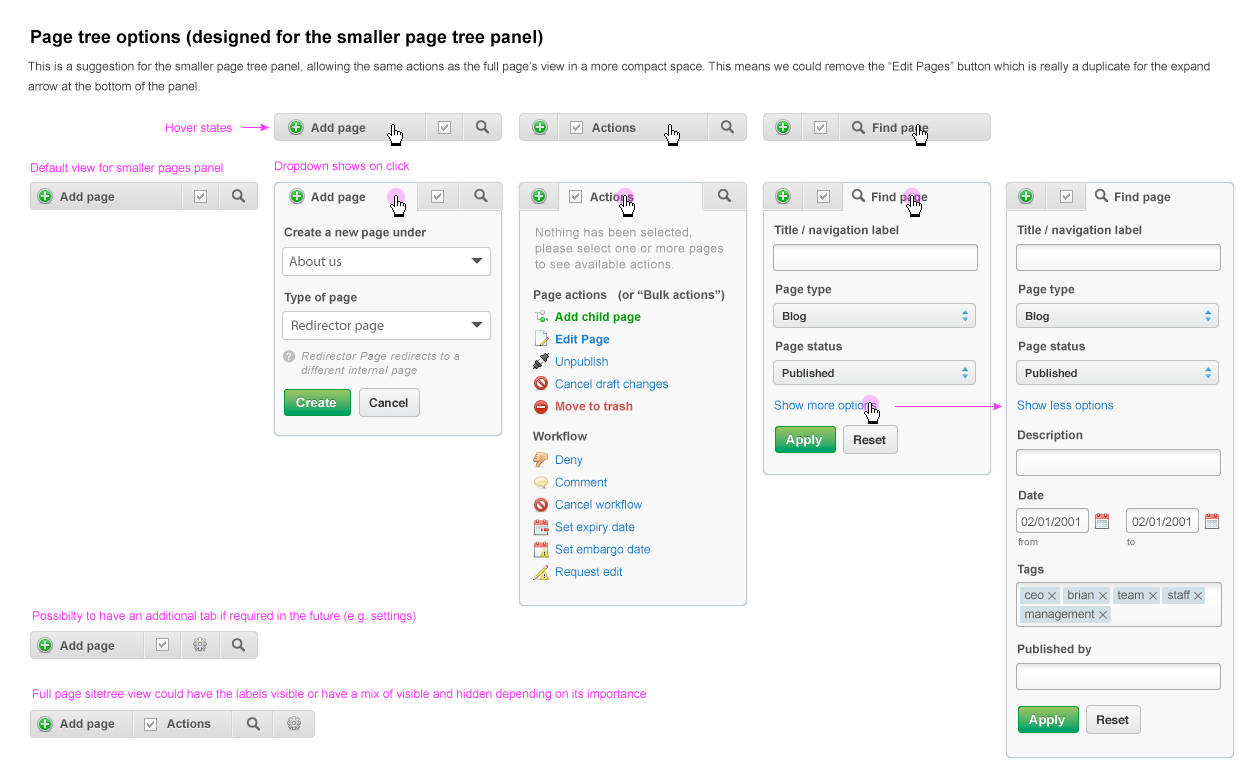 Page tree options (designed for the smaller page tree panel)
This is a suggestion for the smaller page tree panel, allowing the same actions as the full page's view in a more compact space. This means we could remove the “Edit Pages” button which is really a duplicate for the expand
arrow at the bottom of the panel.
Hover states
Add page
Actions
Find page
Default view for smaller pages panel
Add page
Dropdown shows on click
Add page
Create a new page under
About us
Type of page
Redirector page
? Redirector Page redirects to a
different internal page
Create Cancel
Actions
Nothing has been selected,
please select one or more pages
to see available actions.
Page actions (or “Bulk actions”)
Add child page
Edit Page
Unpublish
Cancel draft changes
Move to trash
Workflow
Deny
Comment
Cancel workflow
Set expiry date
Set embargo date
Request edit
Find page
Title / navigation label
Page type
Blog
Page status
Published
Show more options
Apply Reset
Find page
Title / navigation label
Page type
Blog
Page status
Published
Show less options
Description
Date
02/01/2001 02/01/2001
from to
Tags
ceo brian team staff
management
Published by
Apply Reset
Possibilty to have an additional tab if required in the future (e.g. settings)
Add page
Full page sitetree view could have the labels visible or have a mix of visible and hidden depending on its importance
Add page Actions